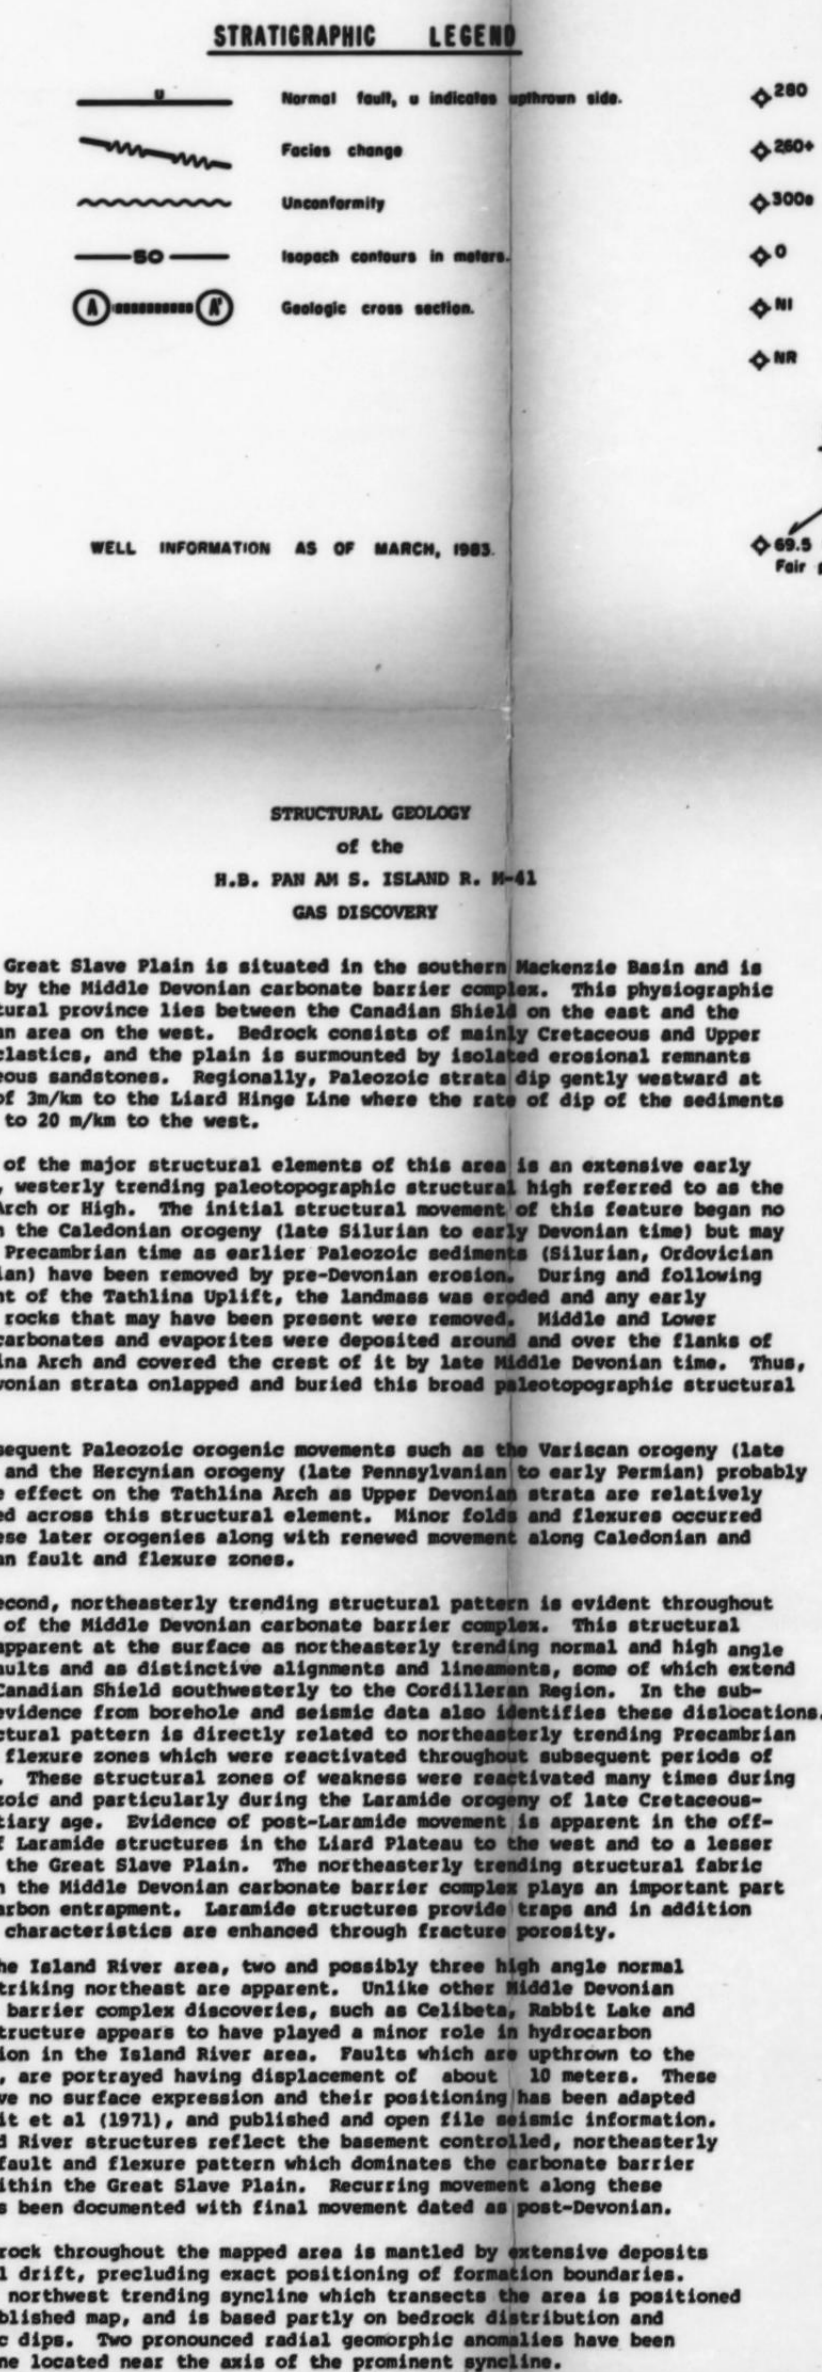 STRATIGRAPHIC LEGEND
u
Normal fault, u indicates upthrown side.
280
Facies change
260+
Unconformity
300e
50
Isopach contours in meters.
0
A A'
Geologic cross section.
NI
NR
WELL INFORMATION AS OF MARCH, 1983.
69.5
Fair
STRUCTURAL GEOLOGY
of the
H.B. PAN AM S. ISLAND R. M-41
GAS DISCOVERY
Great Slave Plain is situated in the southern Mackenzie Basin and is
by the Middle Devonian carbonate barrier complex. This physiographic
tural province lies between the Canadian Shield on the east and the
n area on the west. Bedrock consists of mainly Cretaceous and Upper
clastics, and the plain is surmounted by isolated erosional remnants
eous sandstones. Regionally, Paleozoic strata dip gently westward at
of 3m/km to the Liard Hinge Line where the rate of dip of the sediments
to 20 m/km to the west.
of the major structural elements of this area is an extensive early
, westerly trending paleotopographic structural high referred to as the
Arch or High. The initial structural movement of this feature began no
n the Caledonian orogeny (late Silurian to early Devonian time) but may
Precambrian time as earlier Paleozoic sediments (Silurian, Ordovician
ian) have been removed by pre-Devonian erosion. During and following
nt of the Tathlina Uplift, the landmass was eroded and any early
rocks that may have been present were removed. Middle and Lower
carbonates and evaporites were deposited around and over the flanks of
ina Arch and covered the crest of it by late Middle Devonian time. Thus,
vonian strata onlapped and buried this broad paleotopographic structural
sequent Paleozoic orogenic movements such as the Variscan orogeny (late
and the Hercynian orogeny (late Pennsylvanian to early Permian) probably
e effect on the Tathlina Arch as Upper Devonian strata are relatively
ed across this structural element. Minor folds and flexures occurred
ese later orogenies along with renewed movement along Caledonian and
an fault and flexure zones.
econd, northeasterly trending structural pattern is evident throughout
of the Middle Devonian carbonate barrier complex. This structural
apparent at the surface as northeasterly trending normal and high angle
aults and as distinctive alignments and lineaments, some of which extend
Canadian Shield southwesterly to the Cordilleran Region. In the sub-
evidence from borehole and seismic data also identifies these dislocations.
ctural pattern is directly related to northeasterly trending Precambrian
flexure zones which were reactivated throughout subsequent periods of
. These structural zones of weakness were reactivated many times during
zoic and particularly during the Laramide orogeny of late Cretaceous-
tiary age. Evidence of post-Laramide movement is apparent in the off-
f Laramide structures in the Liard Plateau to the west and to a lesser
the Great Slave Plain. The northeasterly trending structural fabric
n the Middle Devonian carbonate barrier complex plays an important part
arbon entrapment. Laramide structures provide traps and in addition
characteristics are enhanced through fracture porosity.
he Island River area, two and possibly three high angle normal
triking northeast are apparent. Unlike other Middle Devonian
barrier complex discoveries, such as Celibeta, Rabbit Lake and
tructure appears to have played a minor role in hydrocarbon
ion in the Island River area. Faults which are upthrown to the
, are portrayed having displacement of about 10 meters. These
ve no surface expression and their positioning has been adapted
it et al (1971), and published and open file seismic information.
d River structures reflect the basement controlled, northeasterly
fault and flexure pattern which dominates the carbonate barrier
ithin the Great Slave Plain. Recurring movement along these
s been documented with final movement dated as post-Devonian.
rock throughout the mapped area is mantled by extensive deposits
l drift, precluding exact positioning of formation boundaries.
northwest trending syncline which transects the area is positioned
blished map, and is based partly on bedrock distribution and
c dips. Two pronounced radial geomorphic anomalies have been
ne located near the axis of the prominent syncline.